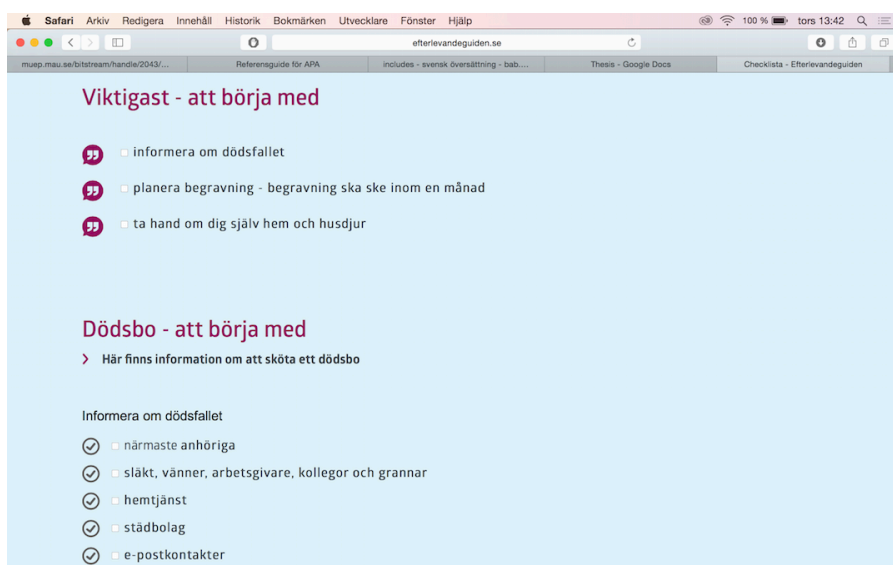 Safari Arkiv Redigera Innehåll Historik Bokmärken Utvecklare Fönster Hjälp 100 % tors 13:42
efterlevandeguiden.se
muep.mau.se/bitstream/handle/2043/... Referensguide för APA includes - svensk översättning - bab.... Thesis - Google Docs Checklista - Efterlevandeguiden
Viktigast - att börja med
informera om dödsfallet
planera begravning - begravning ska ske inom en månad
ta hand om dig själv hem och husdjur
Dödsbo - att börja med
Här finns information om att sköta ett dödsbo
Informera om dödsfallet
närmaste anhöriga
släkt, vänner, arbetsgivare, kollegor och grannar
hemtjänst
städbolag
e-postkontakter